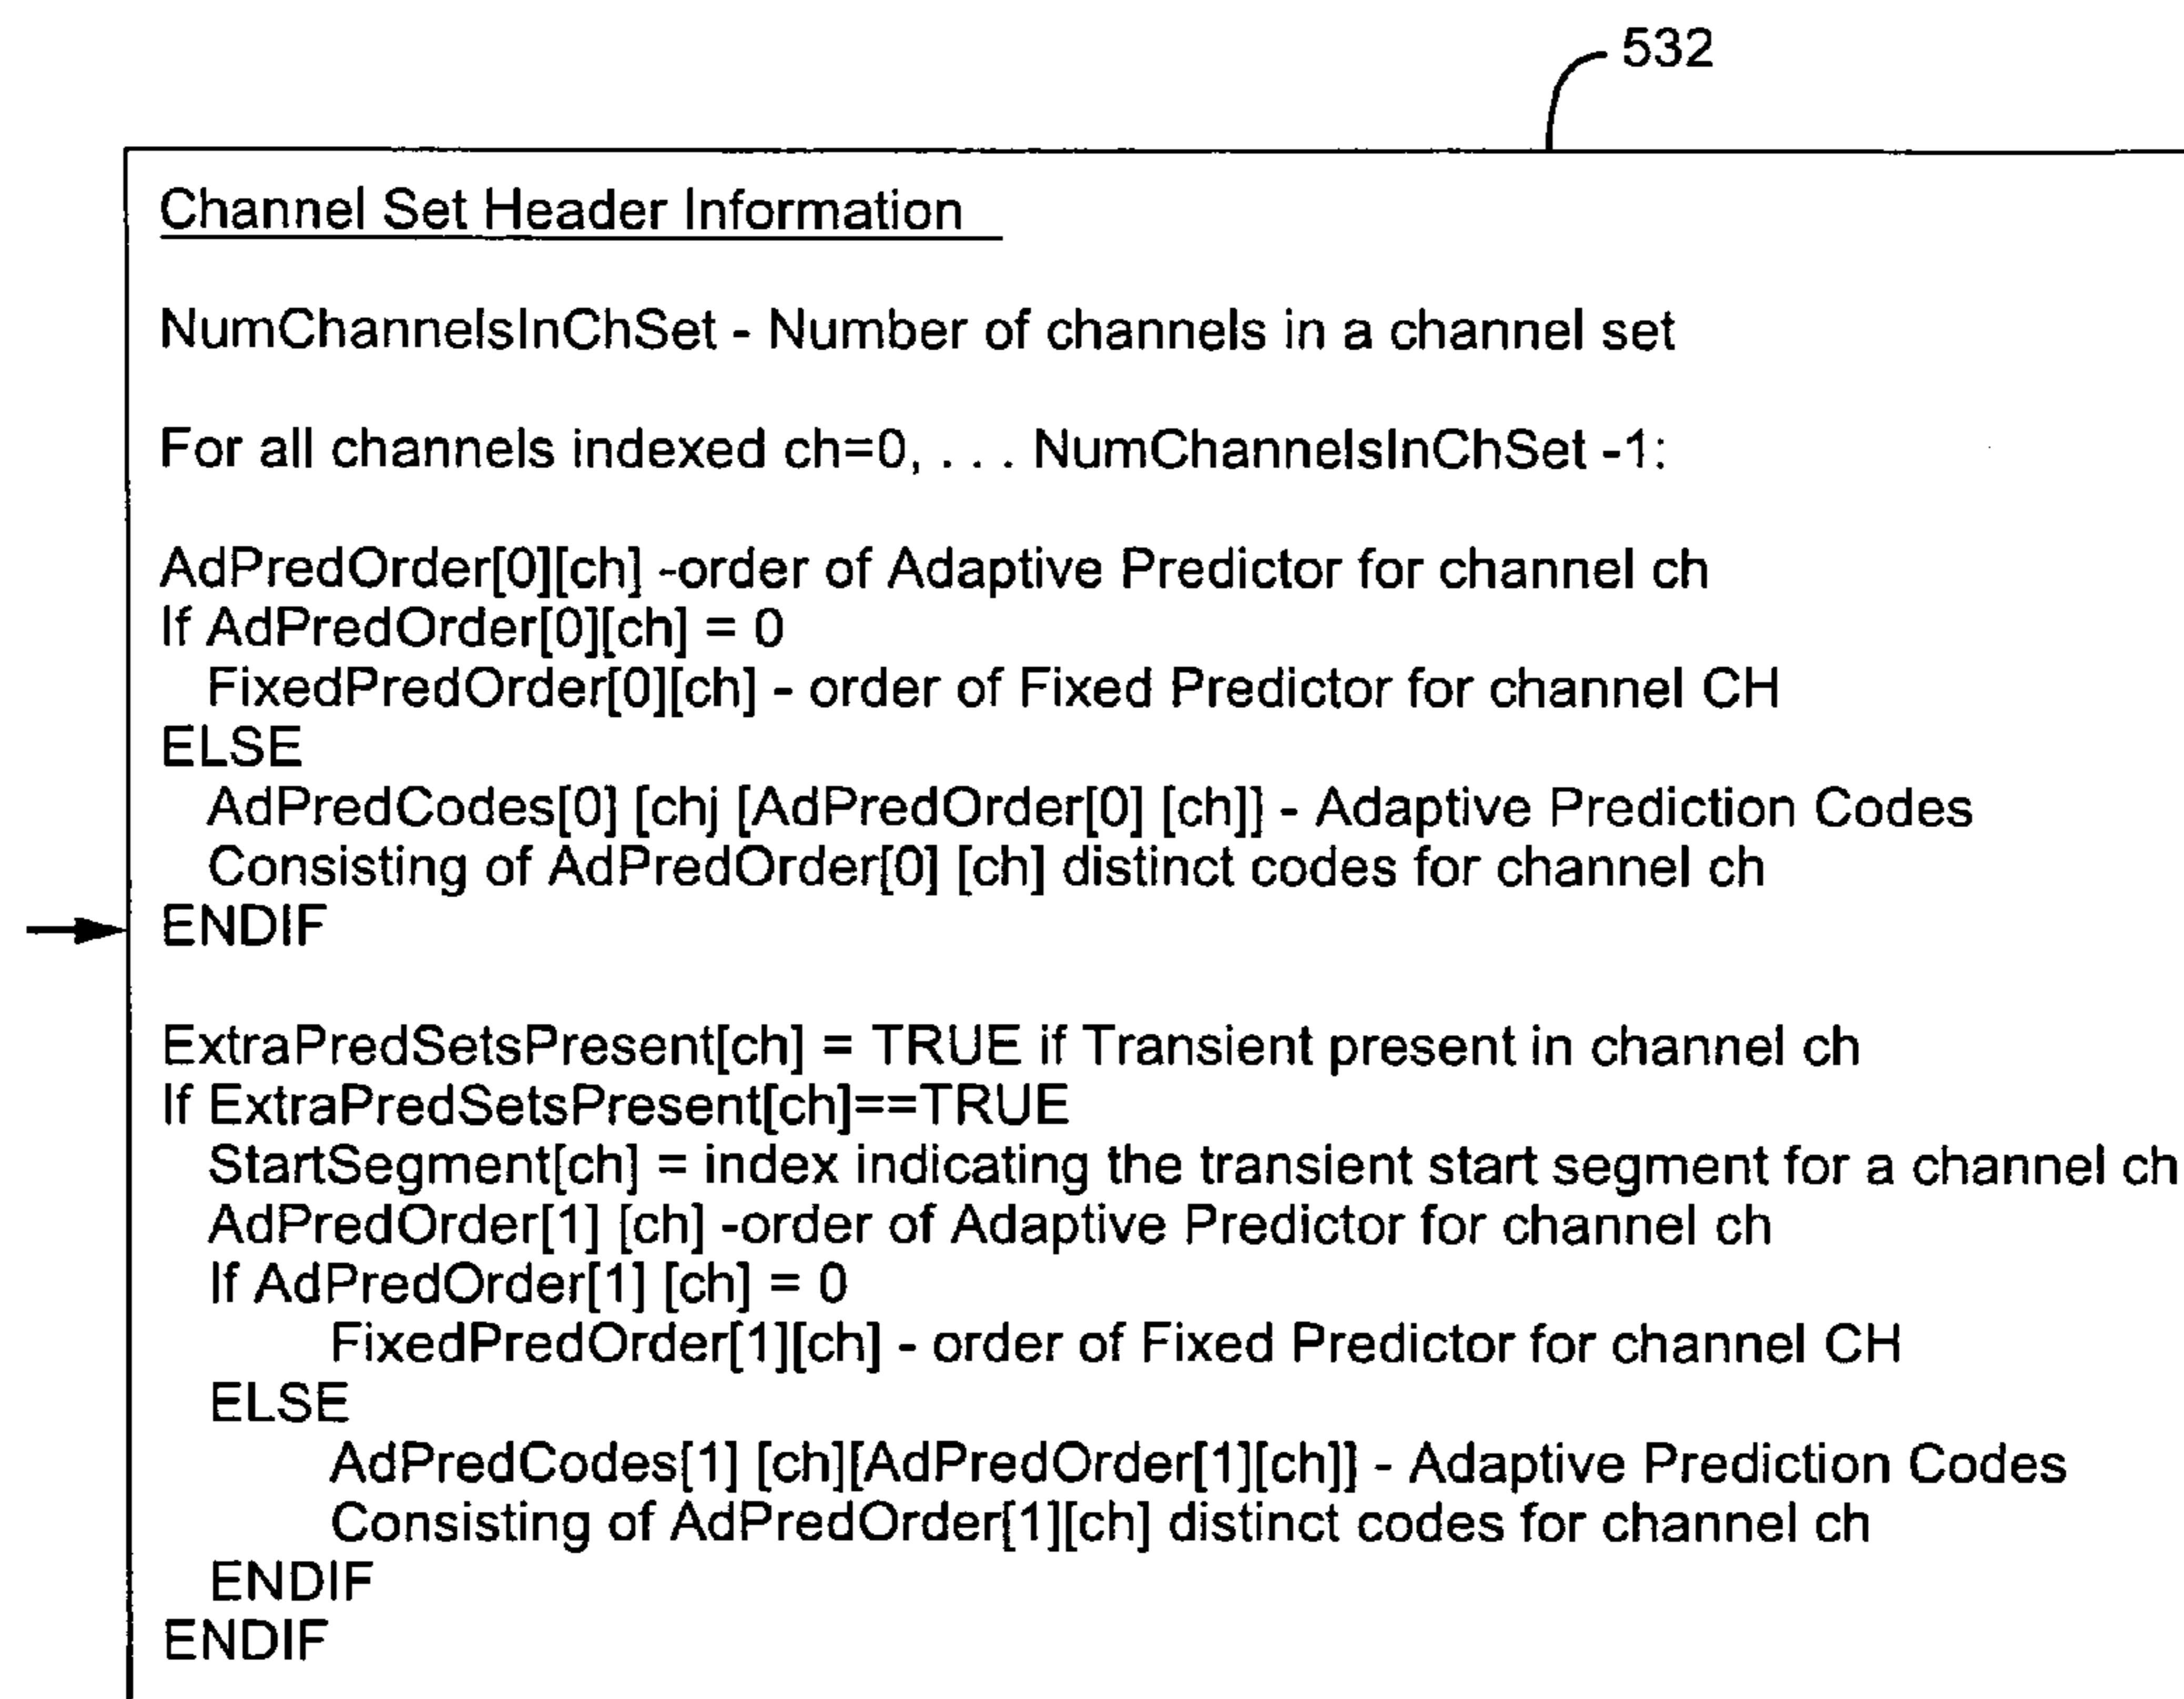 532
Channel Set Header Information
NumChannelsInChSet - Number of channels in a channel set
For all channels indexed ch=0, . . . NumChannelsInChSet -1:
AdPredOrder[0][ch] -order of Adaptive Predictor for channel ch
If AdPredOrder[0][ch] = 0
FixedPredOrder[0][ch] - order of Fixed Predictor for channel CH
ELSE
AdPredCodes[0] [chj [AdPredOrder[0] [ch]] - Adaptive Prediction Codes
Consisting of AdPredOrder[0] [ch] distinct codes for channel ch
ENDIF
ExtraPredSetsPresent[ch] = TRUE if Transient present in channel ch
If ExtraPredSetsPresent[ch]==TRUE
StartSegment[ch] = index indicating the transient start segment for a channel ch
AdPredOrder[1] [ch] -order of Adaptive Predictor for channel ch
If AdPredOrder[1] [ch] = 0
FixedPredOrder[1][ch] - order of Fixed Predictor for channel CH
ELSE
AdPredCodes[1] [ch][AdPredOrder[1][ch]] - Adaptive Prediction Codes
Consisting of AdPredOrder[1][ch] distinct codes for channel ch
ENDIF
ENDIF